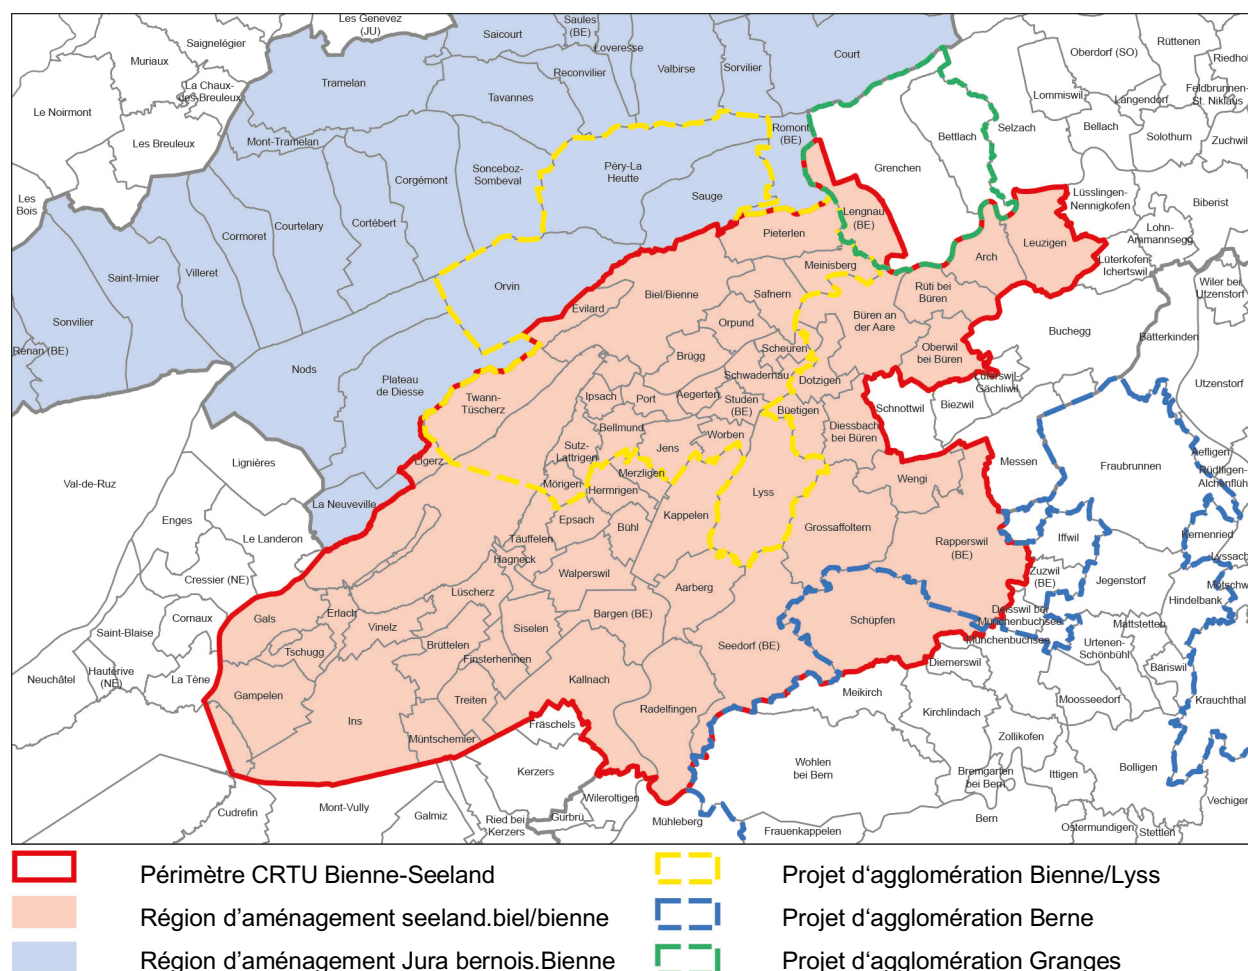 Les Genevez
(JU)
Saules
(BE)
Saicourt
Loveresse
Court
Saignelégier
Muriaux
La Chaux-
des-Breuleux
Tramelan
Reconvilier
Valbirse
Sorvilier
Oberdorf (SO)
Rüttenen
Riedhol
Le Noirmont
Tavannes
Lommiswil
Langendorf
Feldbrunnen-
St. Niklaus
Les Breuleux
Mont-Tramelan
Romont
(BE)
Bettlach
Selzach
Bellach
Solothurn
Zuchwil
Les
Bois
Corgémont
Sonceboz-
Sombeval
Péry-La
Heutte
Grenchen
Sauge
Lüsslingen-
Nennigkofen
Biberist
Cormoret
Courtelary
Cortébert
Lengnau
(BE)
Pieterlen
Leuzigen
Lohn-
Ammannsegg
Saint-Imier
Villeret
Meinisberg
Arch
Lüterkofen-
Ichertswil
Orvin
Biel/Bienne
Safnern
Rüti bei
Büren
Wiler bei
Utzenstorf
Sonvilier
Evilard
Orpund
Büren an
der Aare
Buchegg
Bätterkinden
Renan (BE)
Nods
Brügg
Scheuren
Oberwil
bei Büren
Plateau
de Diesse
Schwadernau
Dotzigen
Lüterswil-
Gächliwil
Utzenstorf
Twann-
Tüscherz
Ipsach
Port
Aegerten
Studen
(BE)
Büetigen
Schnottwil
Biezwil
Bellmund
Diessbach
bei Büren
Lignières
Ligerz
Sutz-
Lattrigen
Jens
Worben
Messen
Fraubrunnen
Aefligen
Rüdtligen-
Alchenflüh
Val-de-Ruz
Merzligen
Mörigen
Hermrigen
Lyss
Wengi
La Neuveville
Enges
Epsach
Bühl
Kappelen
Grossaffoltern
Rapperswil
(BE)
Iffwil
Kernenried
Le Landeron
Täuffelen
Hagneck
Lyssach
Cressier (NE)
Walperswil
Aarberg
Zuzwil
(BE)
Jegenstorf
Mötschw
Hindelbank
Lüscherz
Cornaux
Gals
Erlach
Bargen (BE)
Deisswil bei
Münchenbuchsee
Saint-Blaise
Vinelz
Siselen
Schüpfen
Mattstetten
Tschugg
Brüttelen
Seedorf (BE)
Münchenbuchsee
Urtenen-
Schönbühl
Finsterhennen
Diemerswil
Bäriswil
Neuchâtel
Hauterive
(NE)
La Tène
Kallnach
Gampelen
Treiten
Meikirch
Moosseedorf
Krauchthal
Ins
Radelfingen
Kirchlindach
Fräschels
Müntschemier
Zollikofen
Wohlen
bei Bern
Kerzers
Bremgarten
bei Bern
Ittigen
Bolligen
Wileroltigen
Vechigen
Cudrefin
Mont-Vully
Galmiz
Ried bei
Kerzers
Gurbrü
Mühleberg
Frauenkappelen
Bern
Ostermundigen
Stettlen
Périmètre CRTU Bienne-Seeland
Projet d‘agglomération Bienne/Lyss
Région d’aménagement seeland.biel/bienne
Projet d‘agglomération Berne
Région d’aménagement Jura bernois.Bienne
Projet d‘agglomération Granges